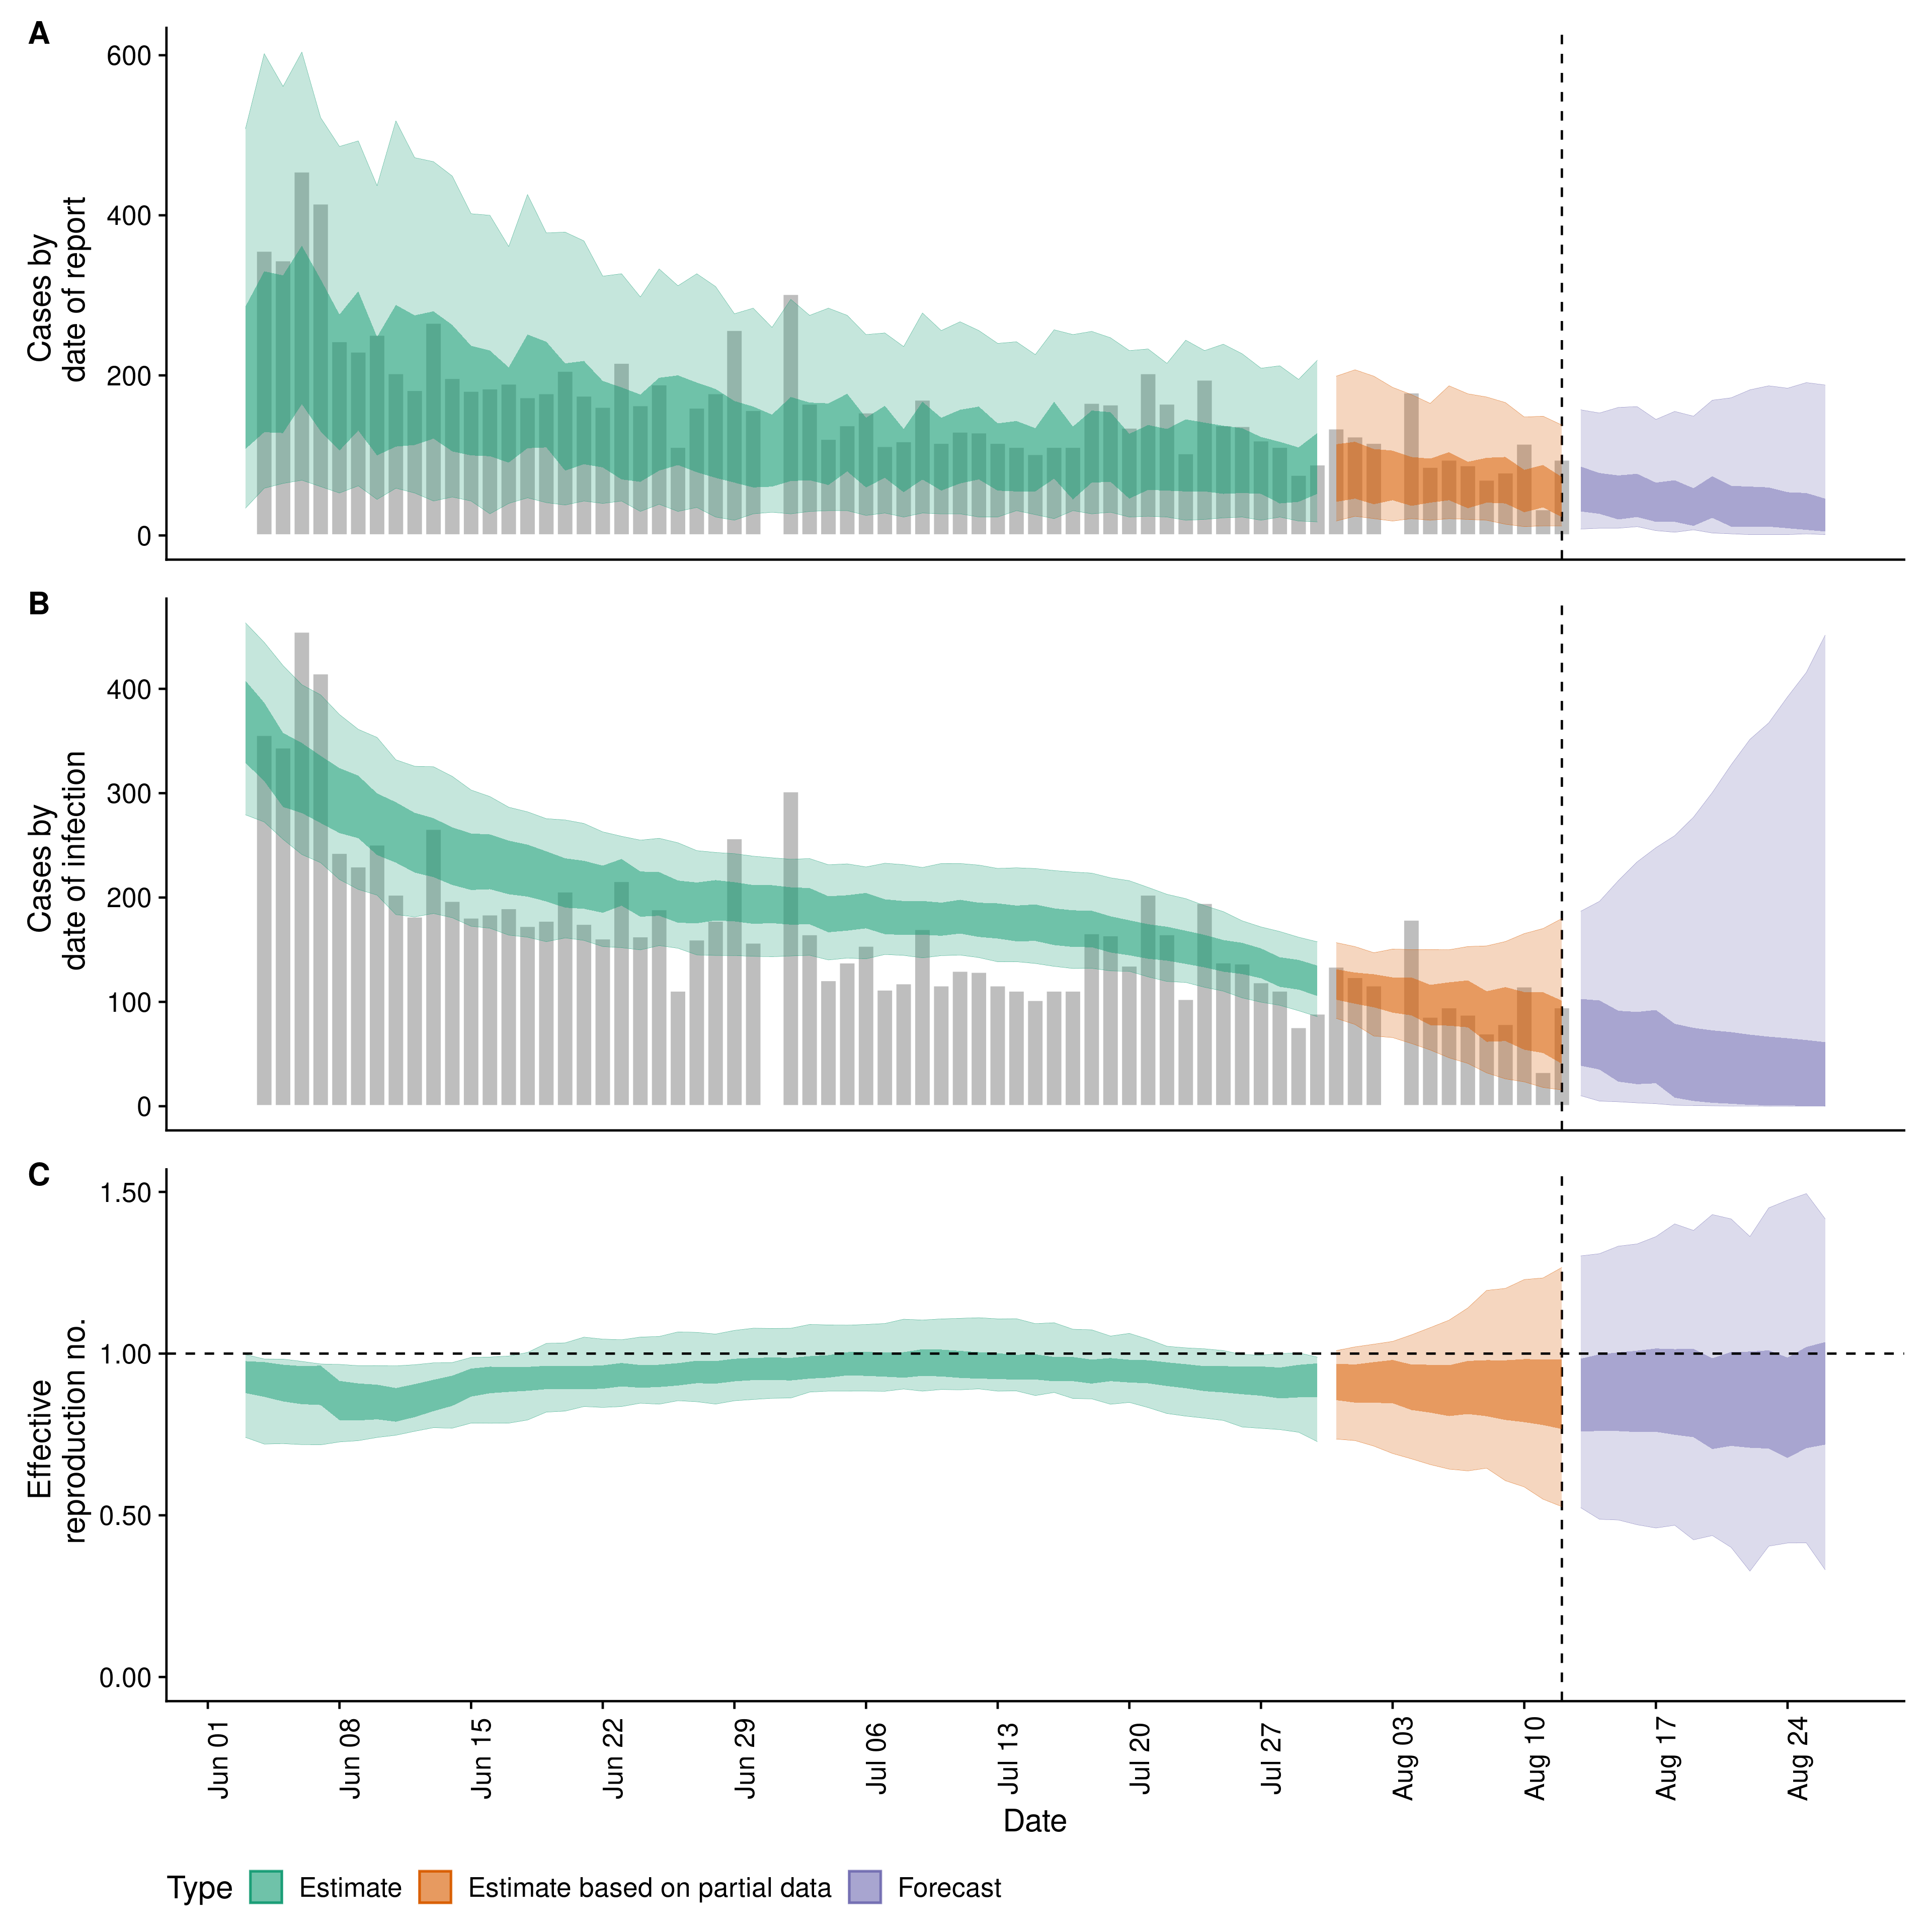 A
600
400
200
0
Cases by
date of report
B
400
300
200
100
0
Cases by
date of infection
C
1.50
1.00
0.50
0.00
Effective
reproduction no.
Jun 01
Jun 08
Jun 15
Jun 22
Jun 29
Jul 06
Jul 13
Jul 20
Jul 27
Aug 03
Aug 10
Aug 17
Aug 24
Date
Type Estimate Estimate based on partial data Forecast